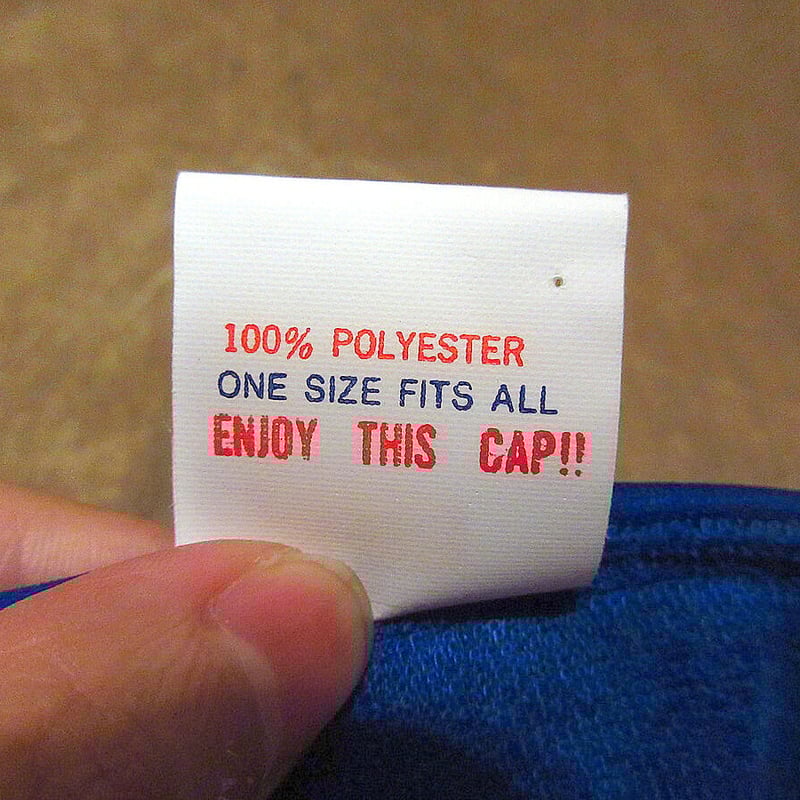 100% POLYESTER
ONE SIZE FITS ALL
ENJOY THIS CAP!!